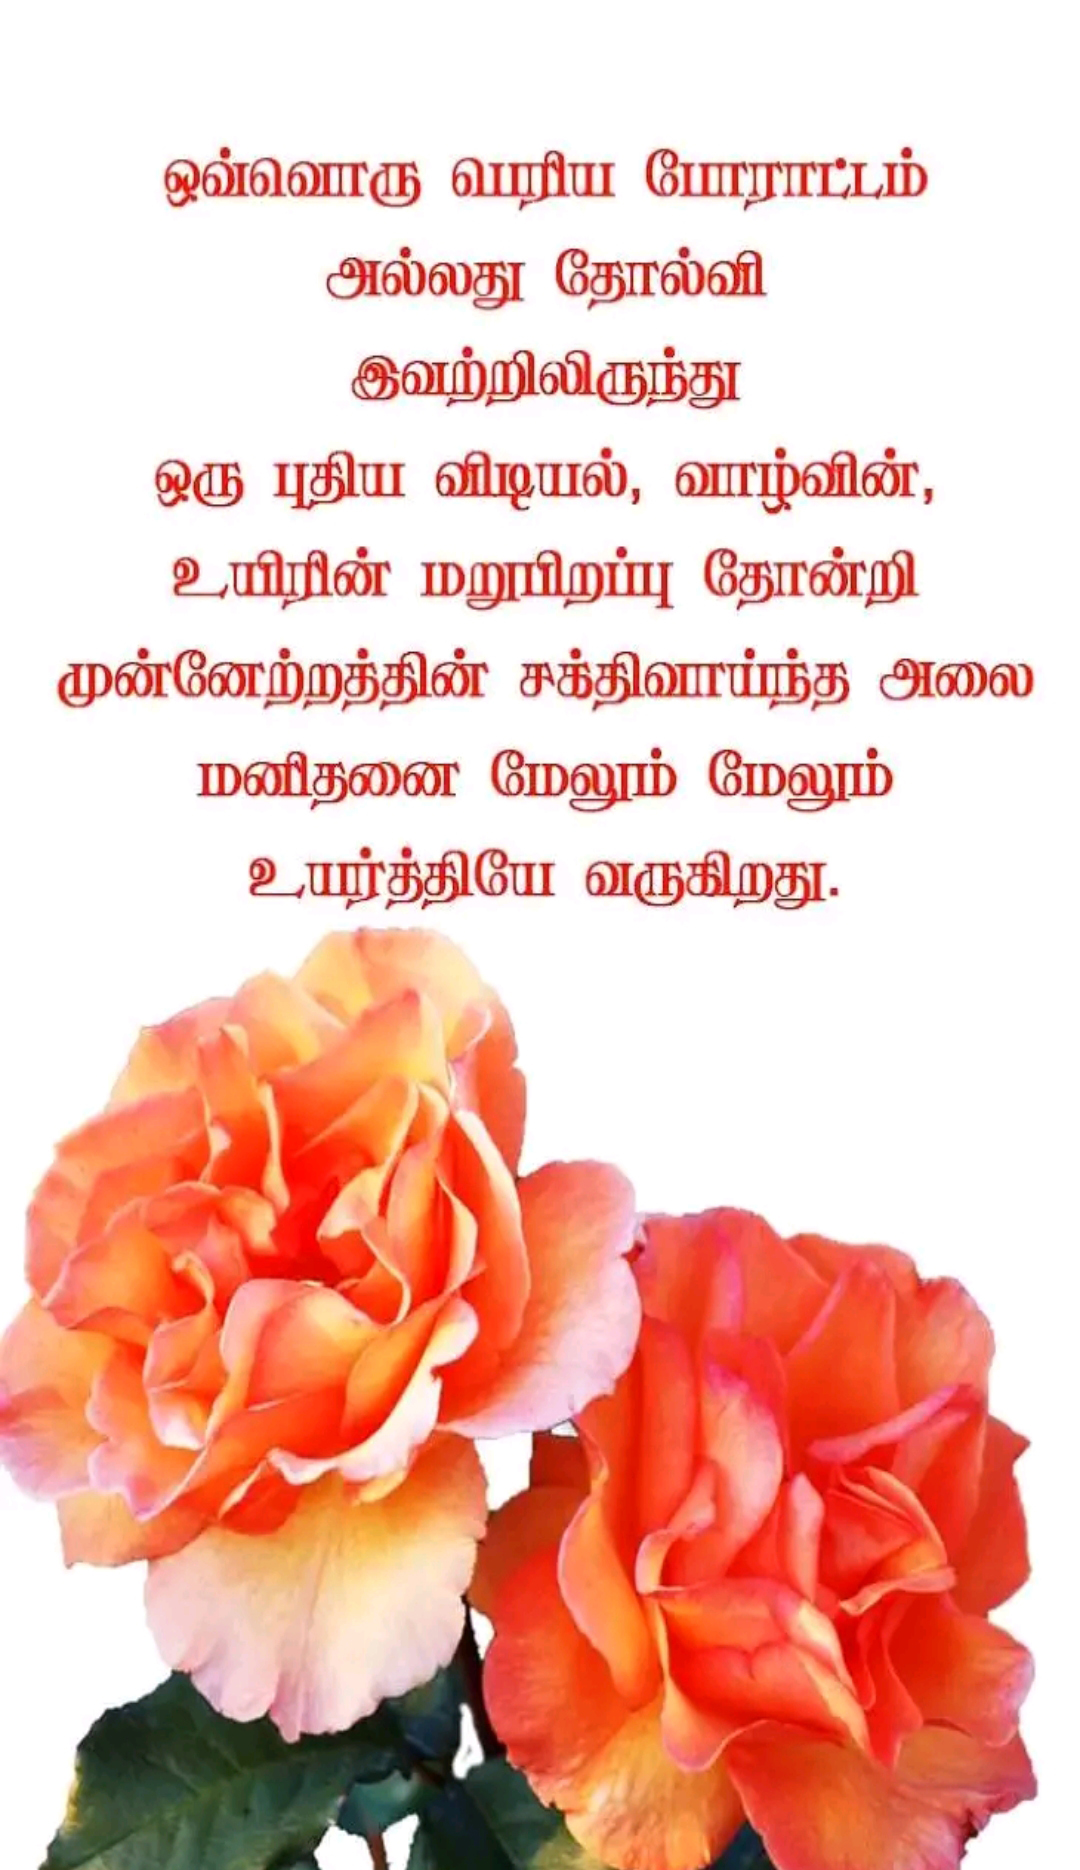 ஒவ்வொரு பெரிய போராட்டம்
அல்லது தோல்வி
இவற்றிலிருந்து
ஒரு புதிய விடியல், வாழ்வின்,
உயிரின் மறுபிறப்பு தோன்றி
முன்னேற்றத்தின் சக்திவாய்ந்த அலை
மனிதனை மேலும் மேலும்
உயர்த்தியே வருகிறது.